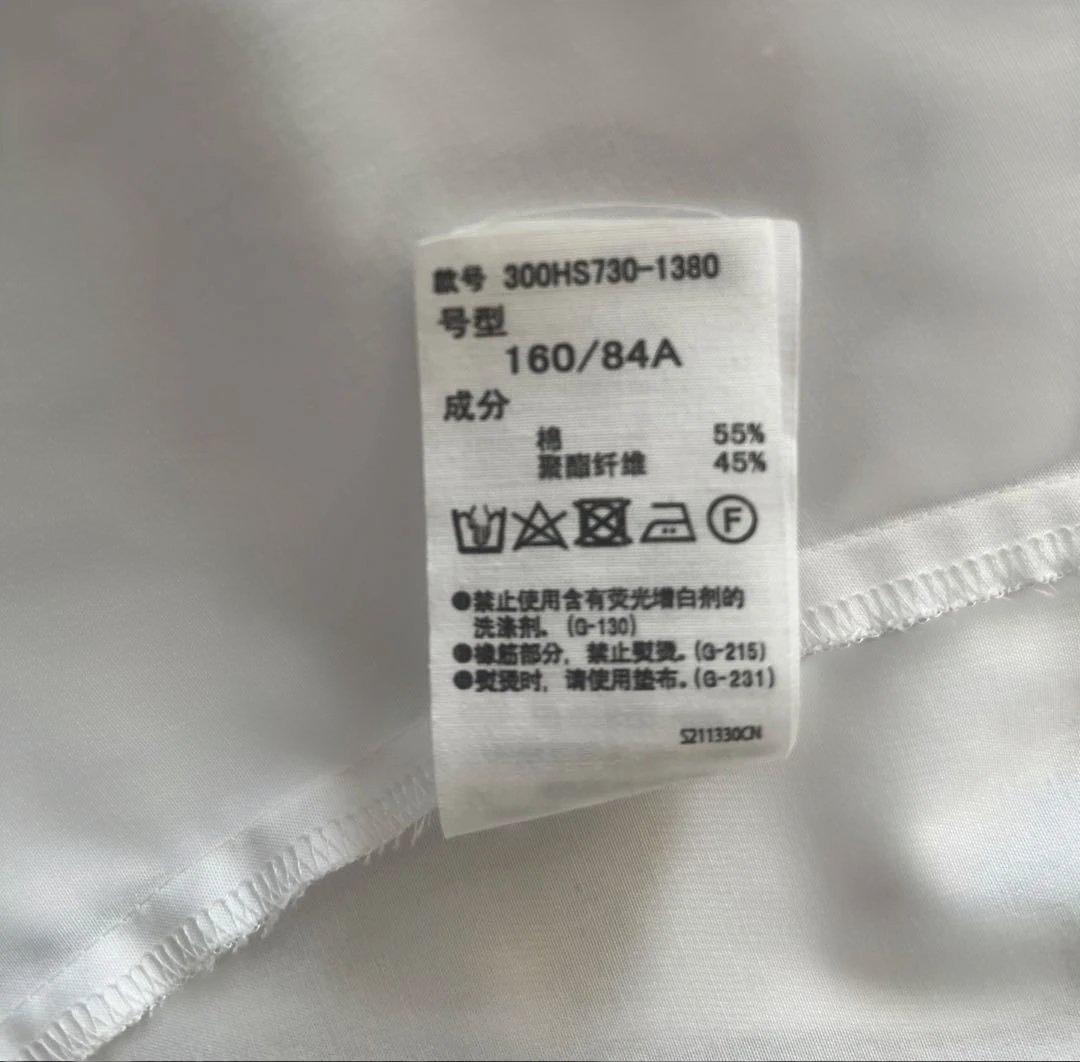 款号 300HS730-1380
号型
160/84A
成分
棉 55%
聚酯纤维 45%
F
●禁止使用含有荧光增白剂的
洗涤剂。(G-130)
●橡筋部分，禁止熨烫。(G-215)
●熨烫时，请使用垫布。(G-231)
S211330CN